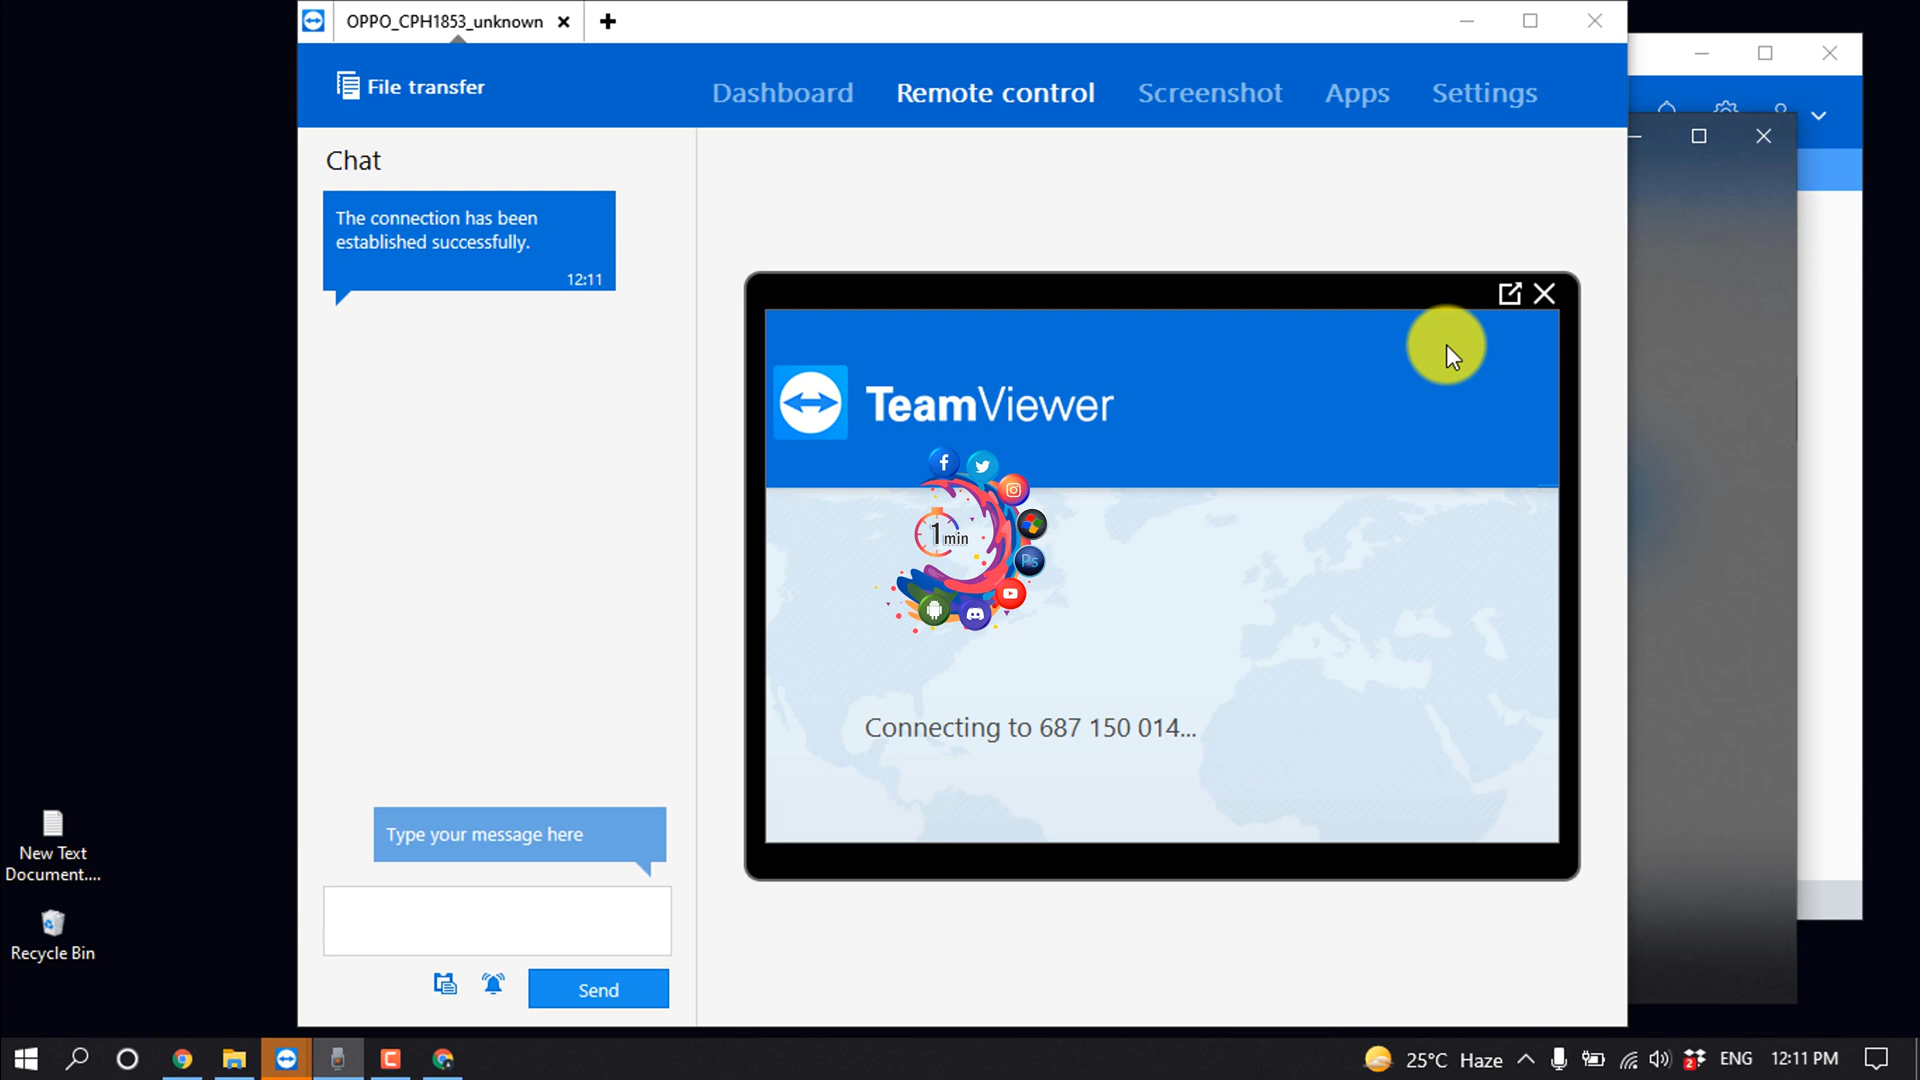 OPPO_CPH1853_unknown
File transfer
Dashboard
Remote control
Screenshot
Apps
Settings
Chat
The connection has been
established successfully.
12:11
TeamViewer
1 min
Ps
Connecting to 687 150 014...
Type your message here
Send
New Text
Document....
Recycle Bin
25°C Haze
2
ENG
12:11 PM